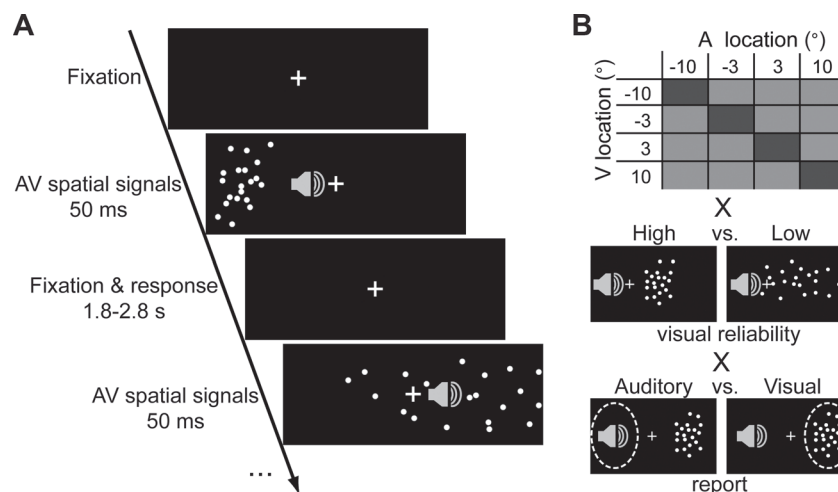 A
Fixation
AV spatial signals
50 ms
Fixation & response
1.8-2.8 s
AV spatial signals
50 ms
...
B
A location (°)
-10 -3 3 10
V location (°)
-10
-3
3
10
X
High vs. Low
visual reliability
X
Auditory vs. Visual
report